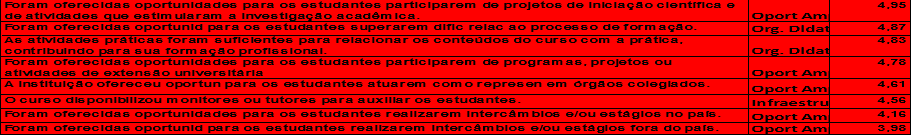 Foram oferecidas oportunidades para os estudantes participarem de projetos de iniciação científica e
de atividades que estimularam a investigação acadêmica. Oport Amp 4,95
Foram oferecidas oportunid para os estudantes superarem dific relac ao processo de formação. Org. Didat 4,87
As atividades práticas foram suficientes para relacionar os conteúdos do curso com a prática,
contribuindo para sua formação profissional. Org. Didat 4,83
Foram oferecidas oportunidades para os estudantes participarem de programas, projetos ou
atividades de extensão universitária Oport Amp 4,78
A instituição ofereceu oportun para os estudantes atuarem como represen em órgãos colegiados. Oport Amp 4,61
O curso disponibilizou monitores ou tutores para auxiliar os estudantes. Infraestru 4,56
Foram oferecidas oportunidades para os estudantes realizarem intercâmbios e/ou estágios no país. Oport Amp 4,16
Foram oferecidas oportunid para os estudantes realizarem intercâmbios e/ou estágios fora do país. Oport Amp 3,98